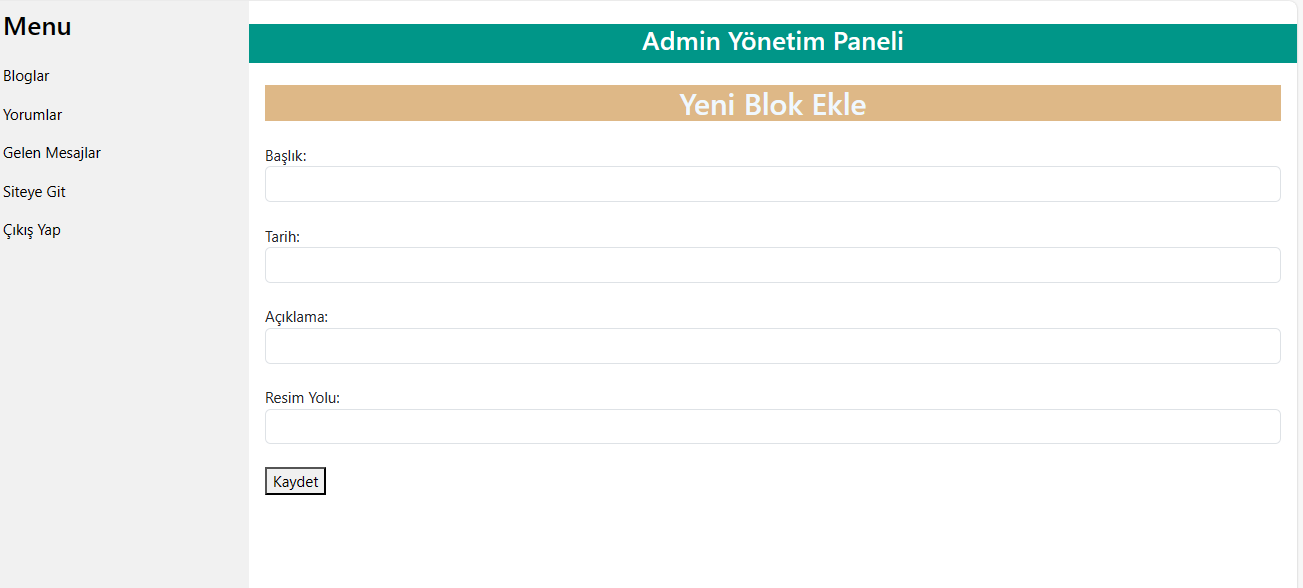 Menu
Bloglar
Yorumlar
Gelen Mesajlar
Siteye Git
Çıkış Yap
Admin Yönetim Paneli
Yeni Blok Ekle
Başlık:
Tarih:
Açıklama:
Resim Yolu:
Kaydet